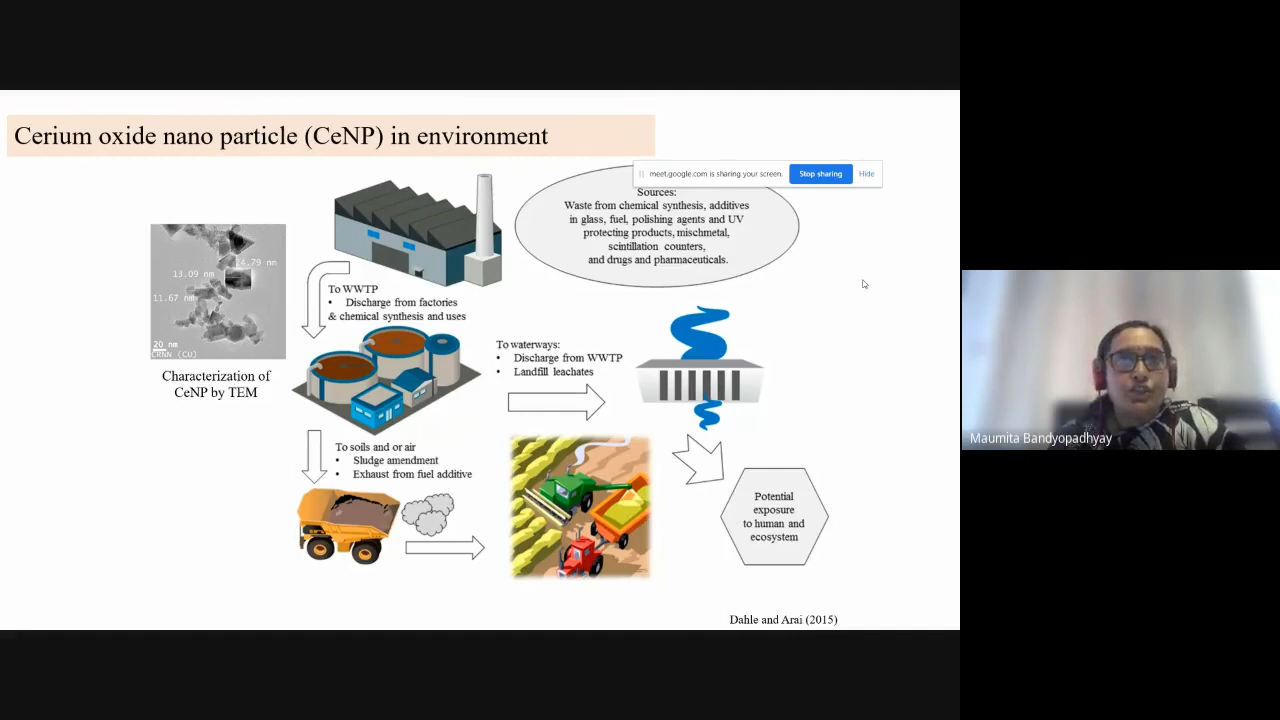 Cerium oxide nano particle (CeNP) in environment
meet.google.com is sharing your screen.
Stop sharing
Hide
Sources:
Waste from chemical synthesis, additives
in glass, fuel, polishing agents and UV
protecting products, mischmetal,
scintillation counters,
and drugs and pharmaceuticals.
14.79 nm
13.09 nm
11.67 nm
20 nm
CRNN (CU)
Characterization of
CeNP by TEM
To WWTP
• Discharge from factories
& chemical synthesis and uses
To waterways:
• Discharge from WWTP
• Landfill leachates
To soils and or air
• Sludge amendment
• Exhaust from fuel additive
Potential
exposure
to human and
ecosystem
Dahle and Arai (2015)
Maumita Bandyopadhyay